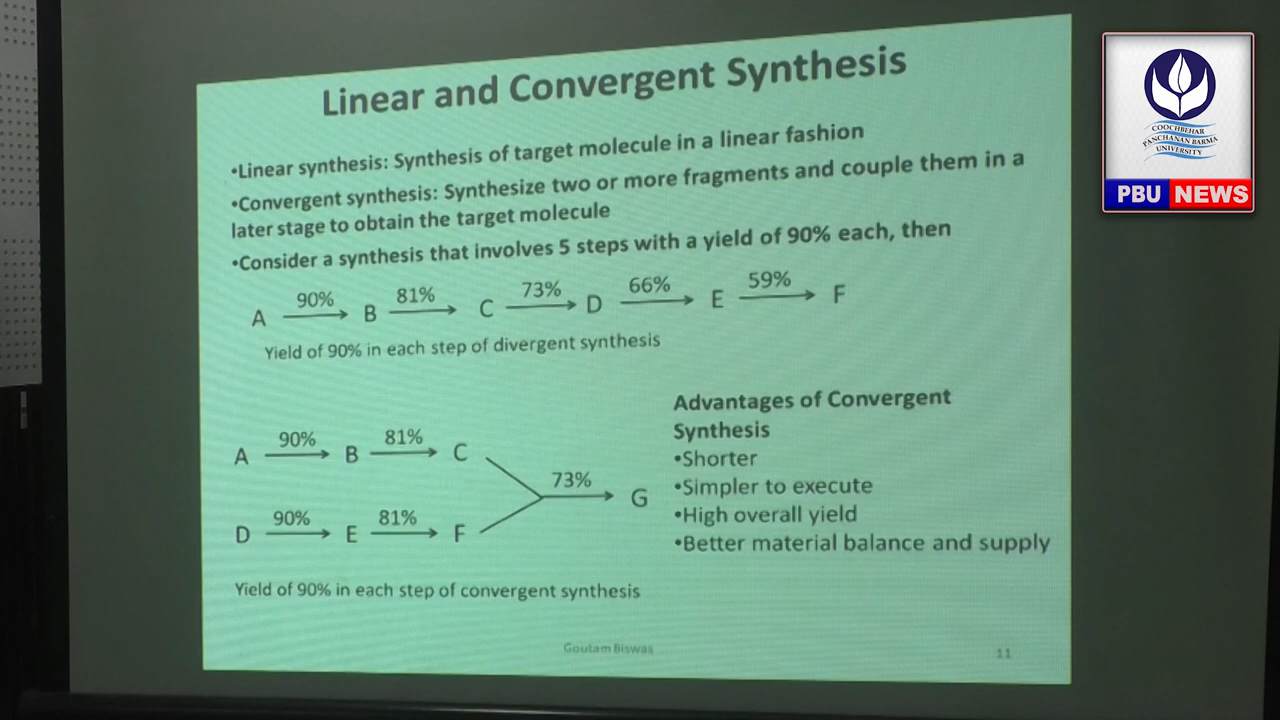 Linear and Convergent Synthesis
•Linear synthesis: Synthesis of target molecule in a linear fashion
•Convergent synthesis: Synthesize two or more fragments and couple them in a
later stage to obtain the target molecule
•Consider a synthesis that involves 5 steps with a yield of 90% each, then
90% 81% 73% 66% 59%
A B C D E F
Yield of 90% in each step of divergent synthesis
90% 81%
A B C
73%
G
90% 81%
D E F
Yield of 90% in each step of convergent synthesis
Advantages of Convergent
Synthesis
•Shorter
•Simpler to execute
•High overall yield
•Better material balance and supply
Goutam Biswas
11
COOCHBEHAR
PANCHANAN BARMA
UNIVERSITY
PBU NEWS